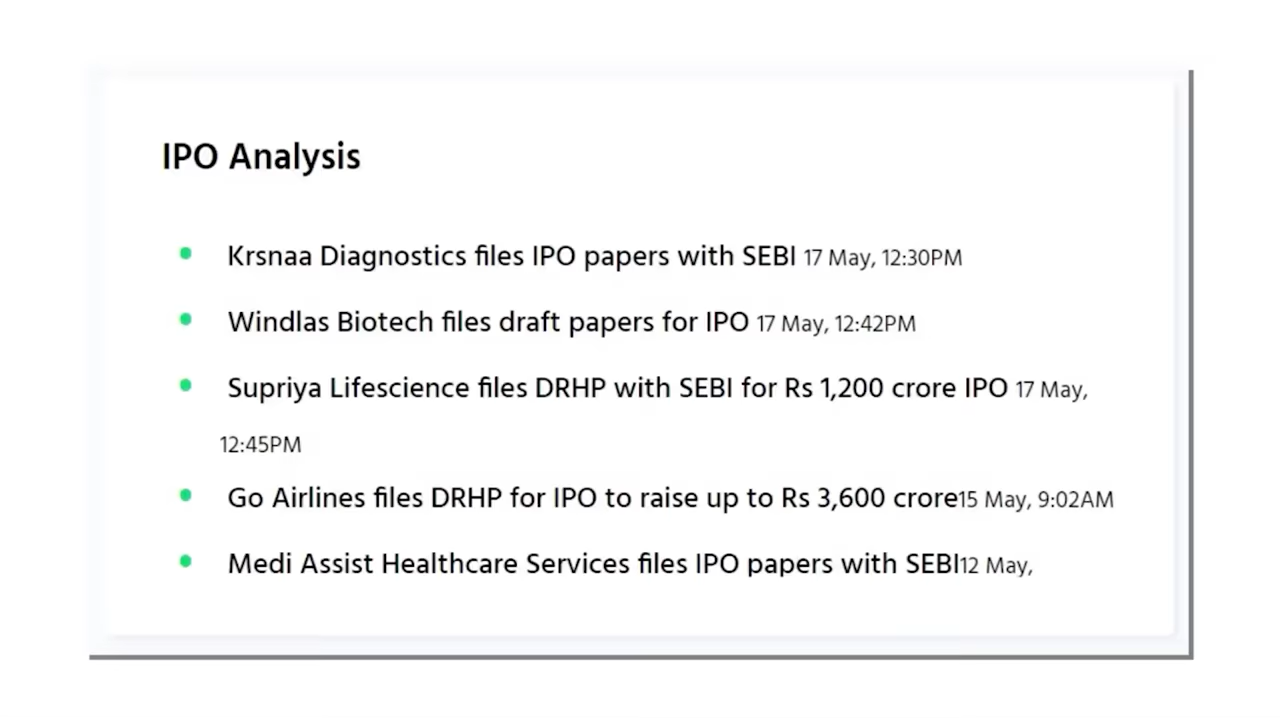 IPO Analysis
Krsnaa Diagnostics files IPO papers with SEBI 17 May, 12:30PM
Windlas Biotech files draft papers for IPO 17 May, 12:42PM
Supriya Lifescience files DRHP with SEBI for Rs 1,200 crore IPO 17 May,
12:45PM
Go Airlines files DRHP for IPO to raise up to Rs 3,600 crore15 May, 9:02AM
Medi Assist Healthcare Services files IPO papers with SEBI12 May,